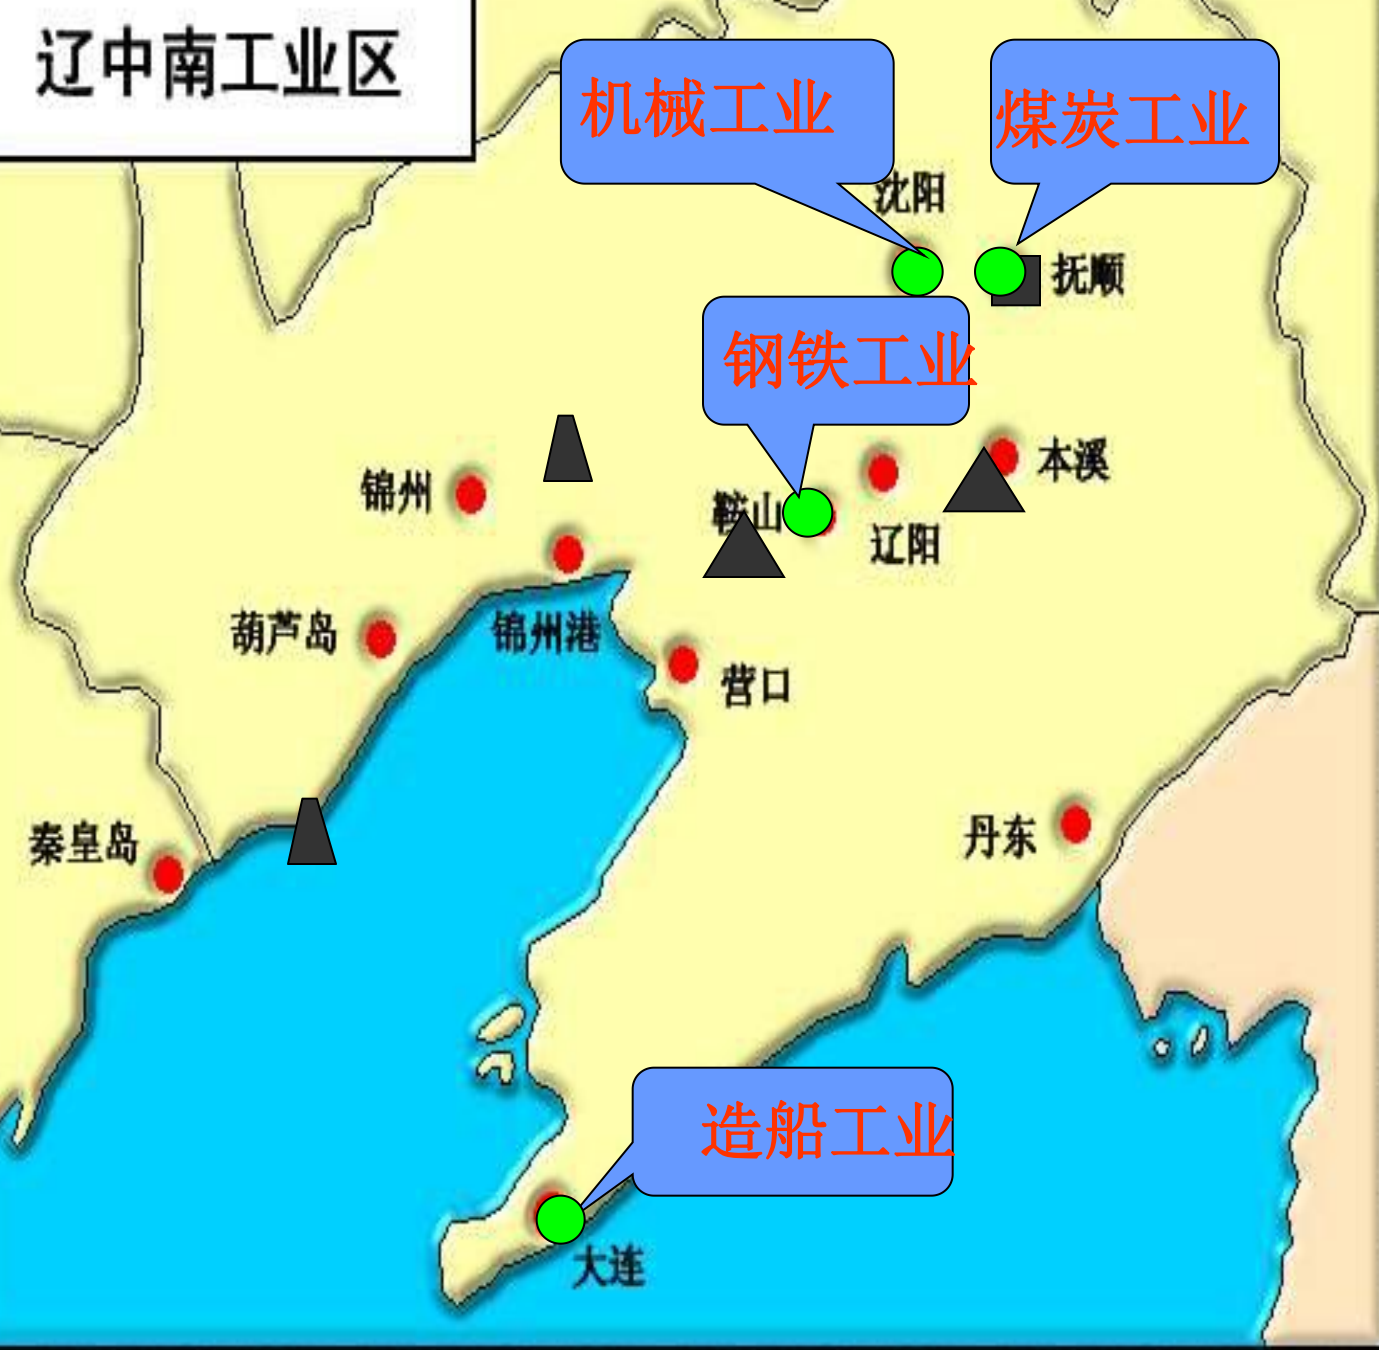 辽中南工业区
机械工业
煤炭工业
沈阳
抚顺
钢铁工业
本溪
锦州
鞍山
辽阳
葫芦岛
锦州港
营口
秦皇岛
丹东
造船工业
大连